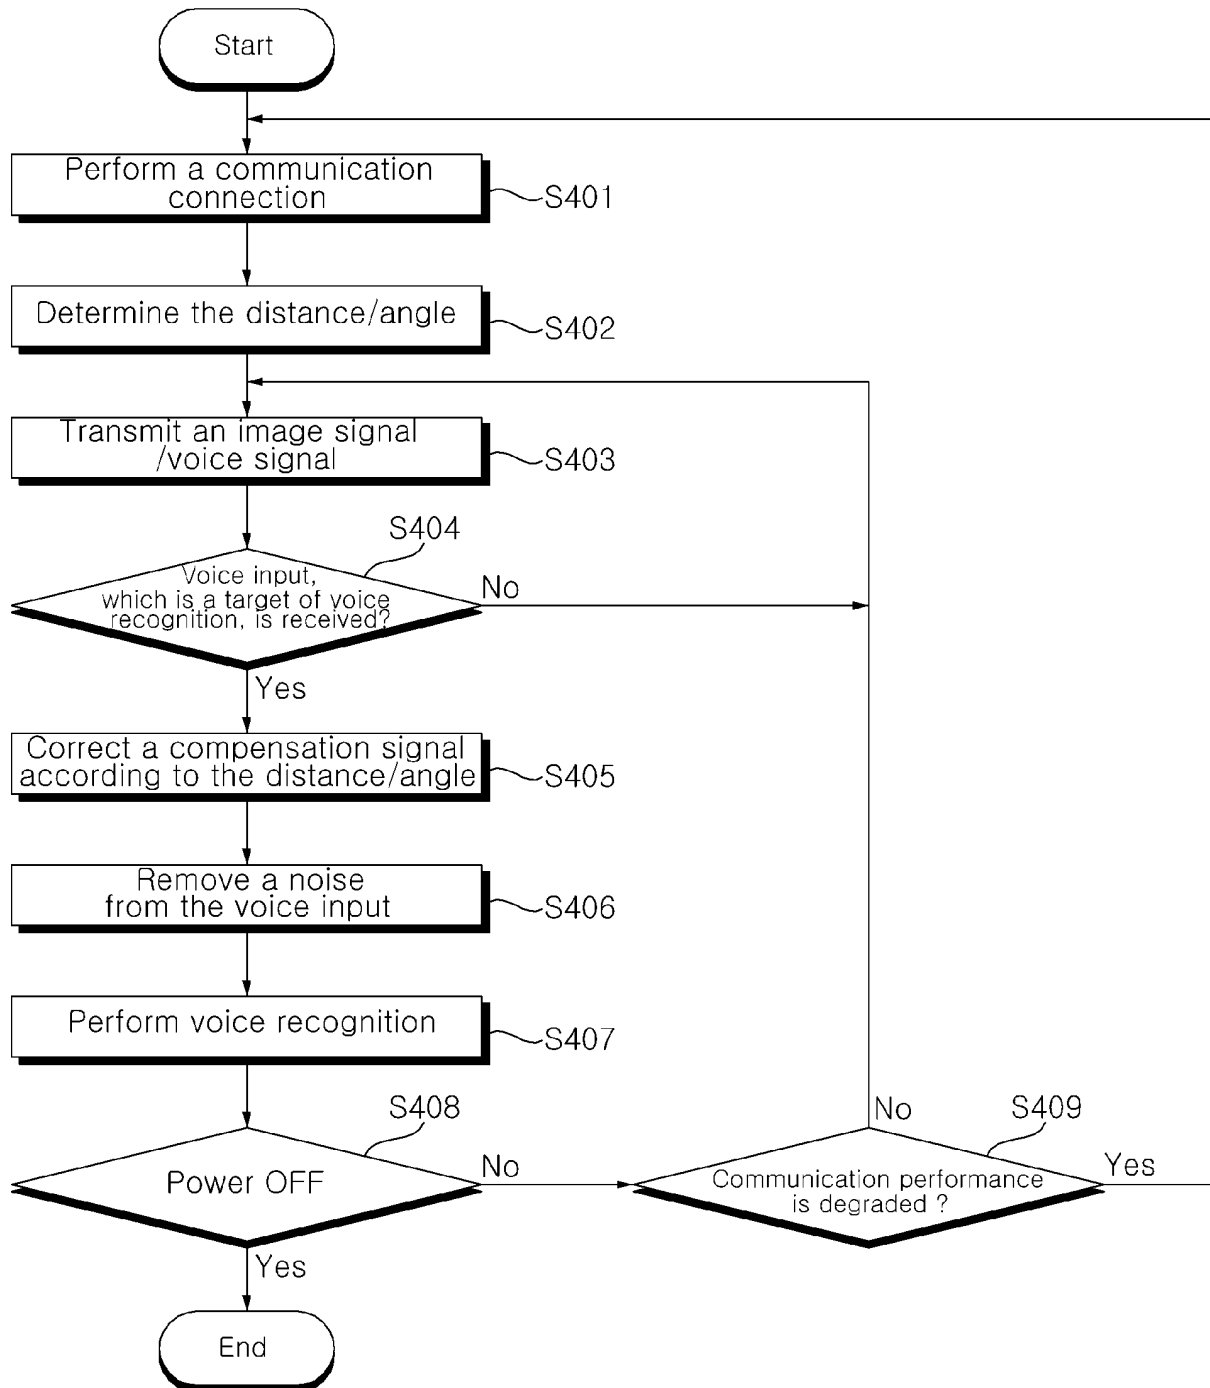 Start
Perform a communication
connection
S401
Determine the distance/angle
S402
Transmit an image signal
/voice signal
S403
S404
Voice input,
which is a target of voice
recognition, is received?
No
Yes
Correct a compensation signal
according to the distance/angle
S405
Remove a noise
from the voice input
S406
Perform voice recognition
S407
S408
Power OFF
No
Yes
No
S409
Communication performance
is degraded ?
Yes
End